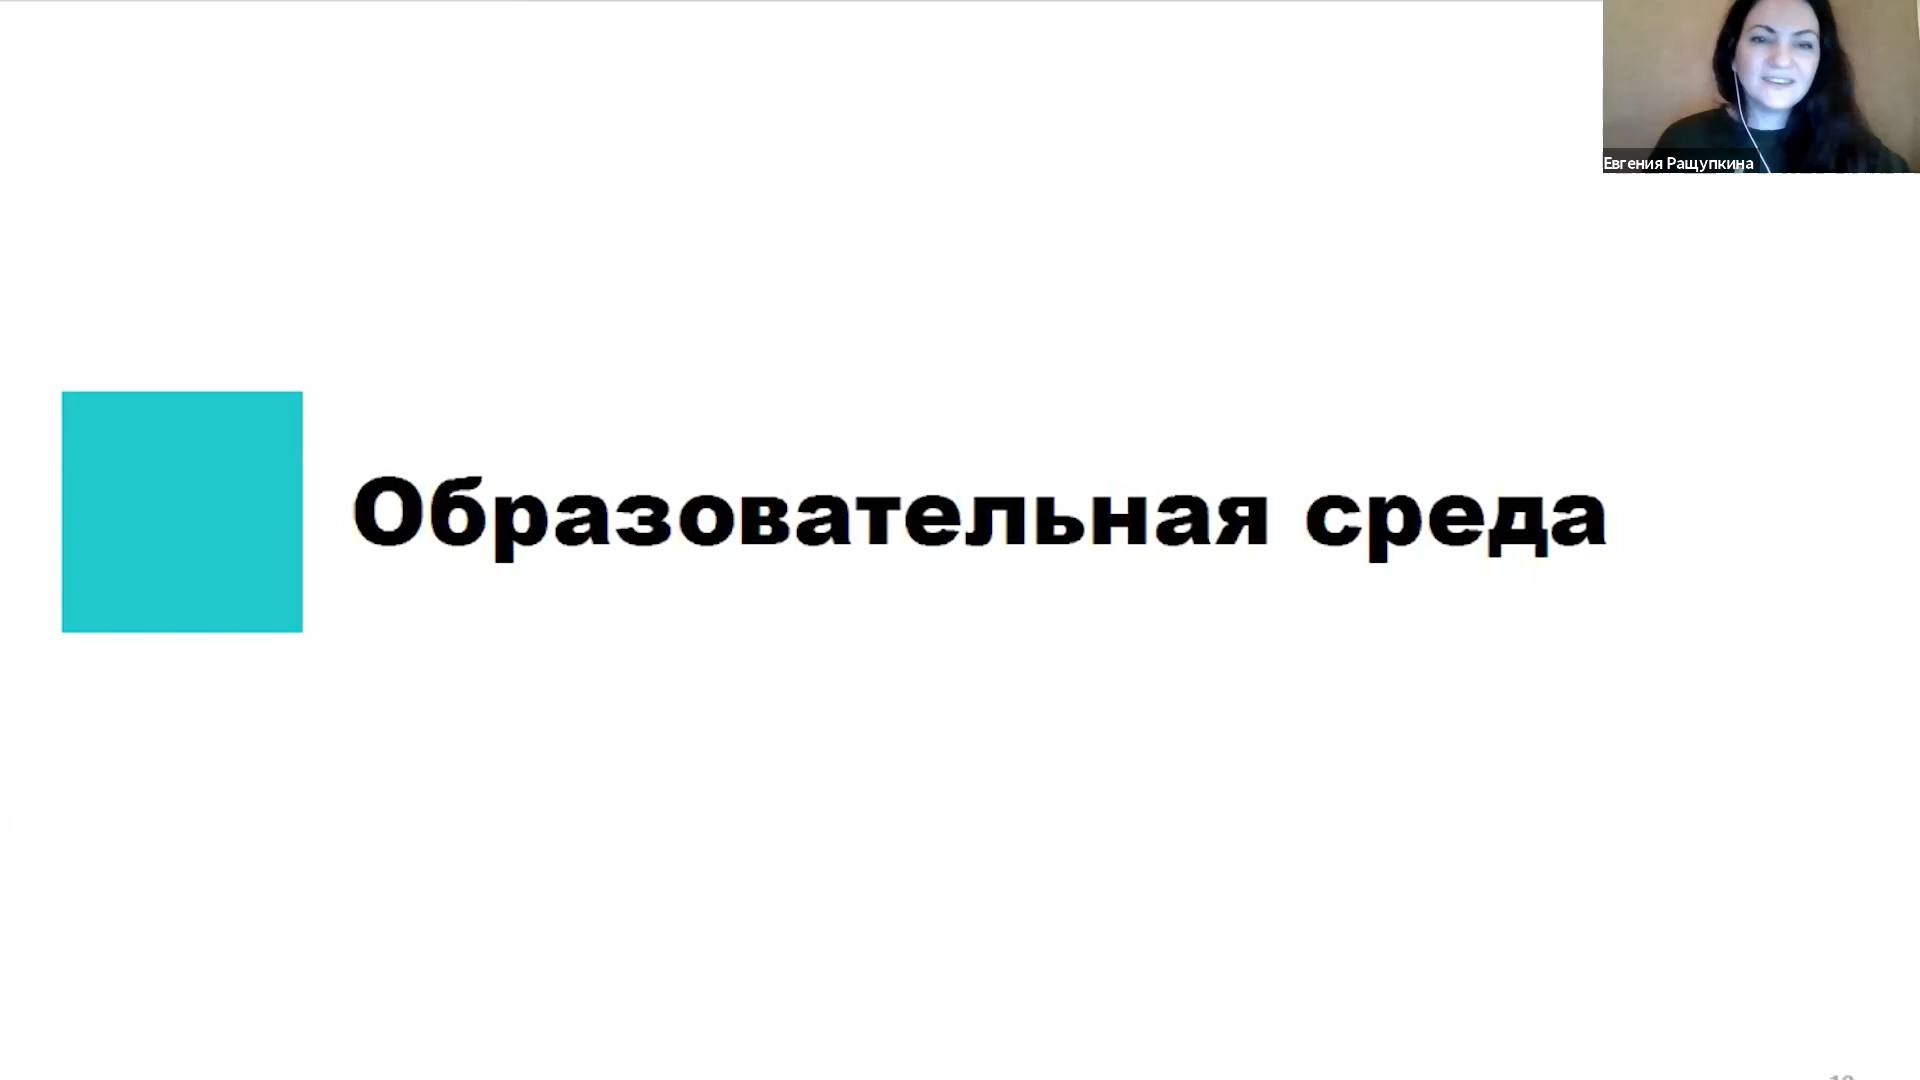 Евгения Ращупкина
Образовательная среда